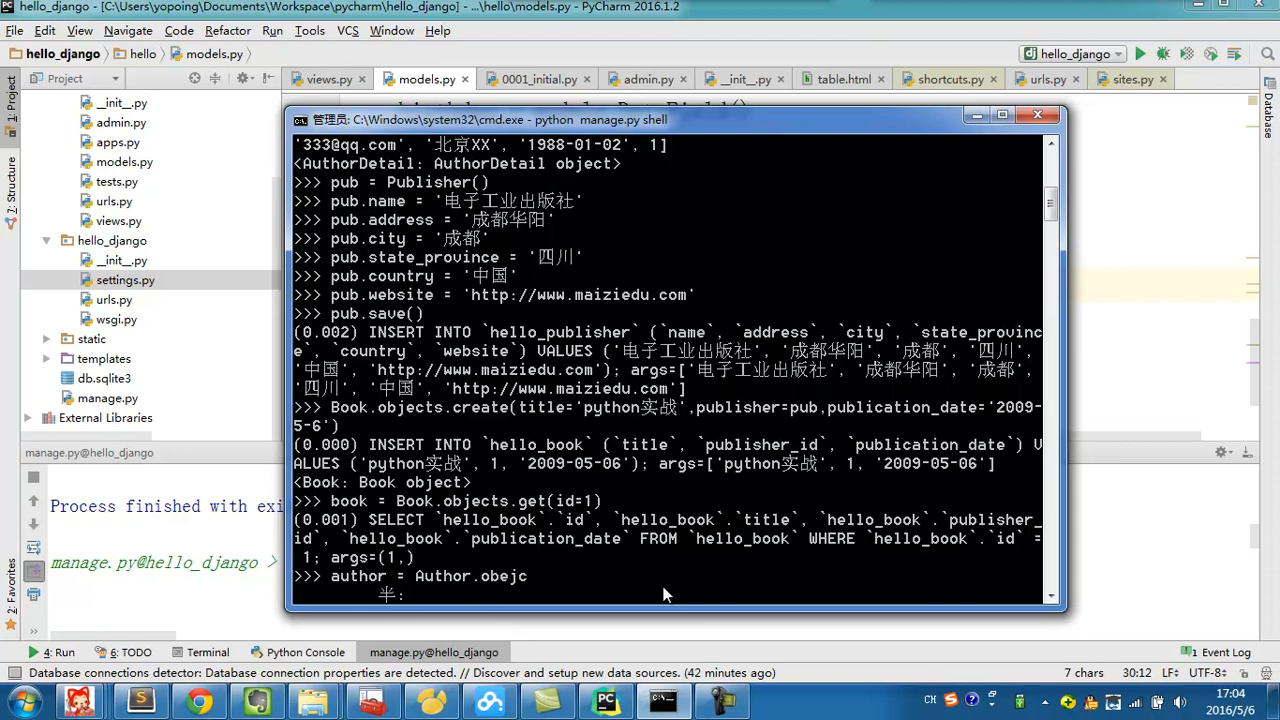 hello_django - [C:\Users\yopoing\Documents\Workspace\pycharm\hello_django] - ...\hello\models.py - PyCharm 2016.1.2
File Edit View Navigate Code Refactor Run Tools VCS Window Help
hello_django hello models.py hello_django
Project views.py models.py 0001_initial.py admin.py __init__.py table.html shortcuts.py urls.py sites.py
1: Project
7: Structure
2: Favorites
Database
__init__.py
admin.py
apps.py
models.py
tests.py
urls.py
views.py
hello_django
__init__.py
settings.py
urls.py
wsgi.py
static
templates
db.sqlite3
manage.py
External Libraries
管理员: C:\Windows\system32\cmd.exe - python  manage.py shell
'333@qq.com', '北京XX', '1988-01-02', 1]
<AuthorDetail: AuthorDetail object>
>>> pub = Publisher()
>>> pub.name = '电子工业出版社'
>>> pub.address = '成都华阳'
>>> pub.city = '成都'
>>> pub.state_province = '四川'
>>> pub.country = '中国'
>>> pub.website = 'http://www.maiziedu.com'
>>> pub.save()
(0.002) INSERT INTO `hello_publisher` (`name`, `address`, `city`, `state_provinc
e`, `country`, `website`) VALUES ('电子工业出版社', '成都华阳', '成都', '四川',
'中国', 'http://www.maiziedu.com'); args=['电子工业出版社', '成都华阳', '成都',
'四川', '中国', 'http://www.maiziedu.com']
>>> Book.objects.create(title='python实战',publisher=pub,publication_date='2009-
5-6')
(0.000) INSERT INTO `hello_book` (`title`, `publisher_id`, `publication_date`) V
ALUES ('python实战', 1, '2009-05-06'); args=['python实战', 1, '2009-05-06']
<Book: Book object>
>>> book = Book.objects.get(id=1)
(0.001) SELECT `hello_book`.`id`, `hello_book`.`title`, `hello_book`.`publisher_
id`, `hello_book`.`publication_date` FROM `hello_book` WHERE `hello_book`.`id` =
1; args=(1,)
>>> author = Author.obejc
半:
manage.py@hello_django
Process finished with exi
manage.py@hello_django >
4: Run 6: TODO Terminal Python Console manage.py@hello_django 1 Event Log
Database connections detector: Database connection properties are detected. // Discover and setup new data sources. (42 minutes ago) 7 chars 30:12 LF÷ UTF-8÷
CH 17:04
2016/5/6